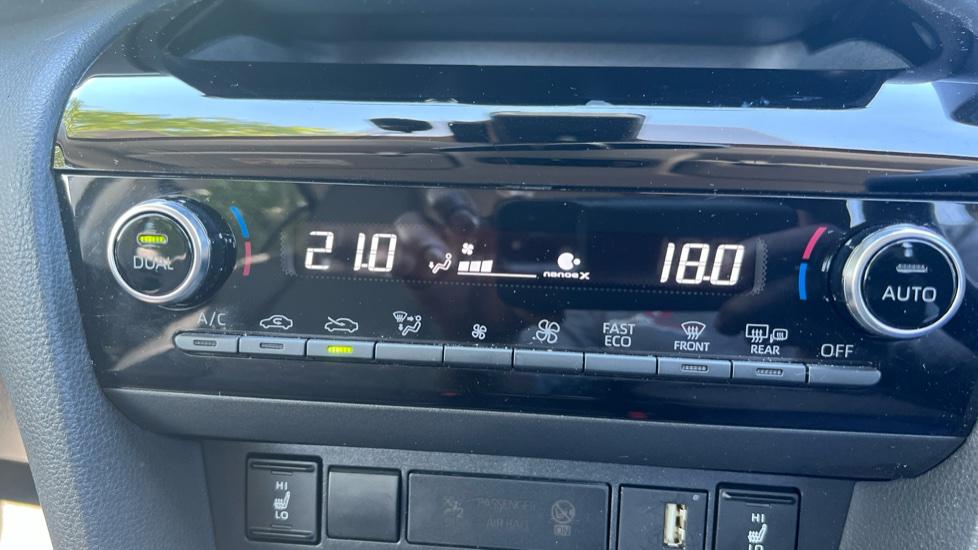 21.0 nanoeX 18.0
DUAL AUTO
A/C FAST ECO FRONT REAR OFF
HI
LO
PASSENGER
AIR BAG
ON
HI
LO